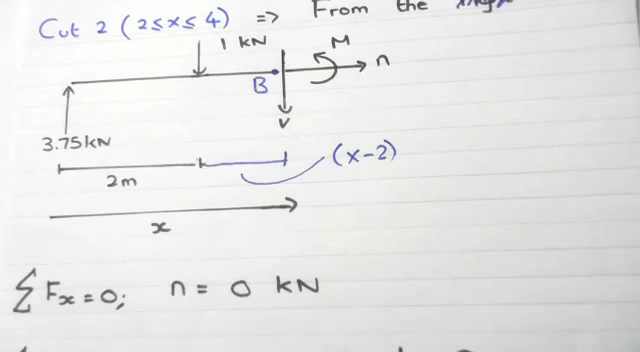 Cut 2 (2≤x≤4) => From the
1 kN
M
n
B
V
3.75kN
(x-2)
2m
x
∑Fx=0; n = 0 kN